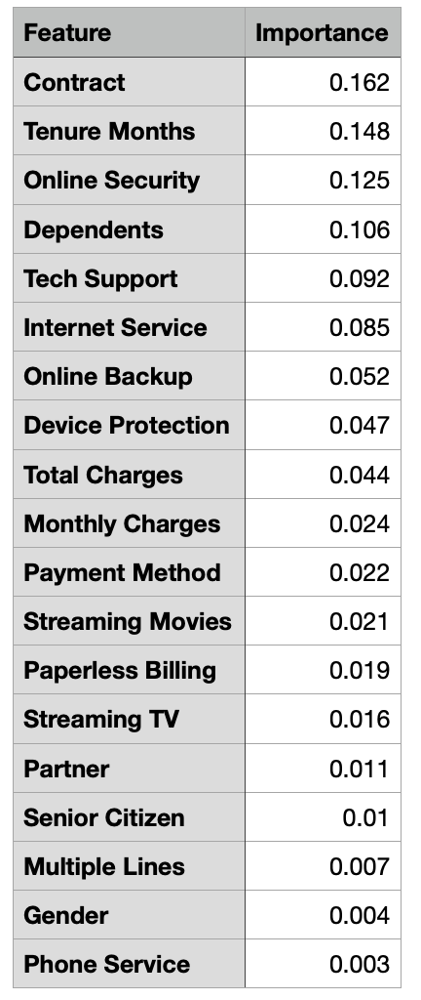 Feature Importance
Contract 0.162
Tenure Months 0.148
Online Security 0.125
Dependents 0.106
Tech Support 0.092
Internet Service 0.085
Online Backup 0.052
Device Protection 0.047
Total Charges 0.044
Monthly Charges 0.024
Payment Method 0.022
Streaming Movies 0.021
Paperless Billing 0.019
Streaming TV 0.016
Partner 0.011
Senior Citizen 0.01
Multiple Lines 0.007
Gender 0.004
Phone Service 0.003